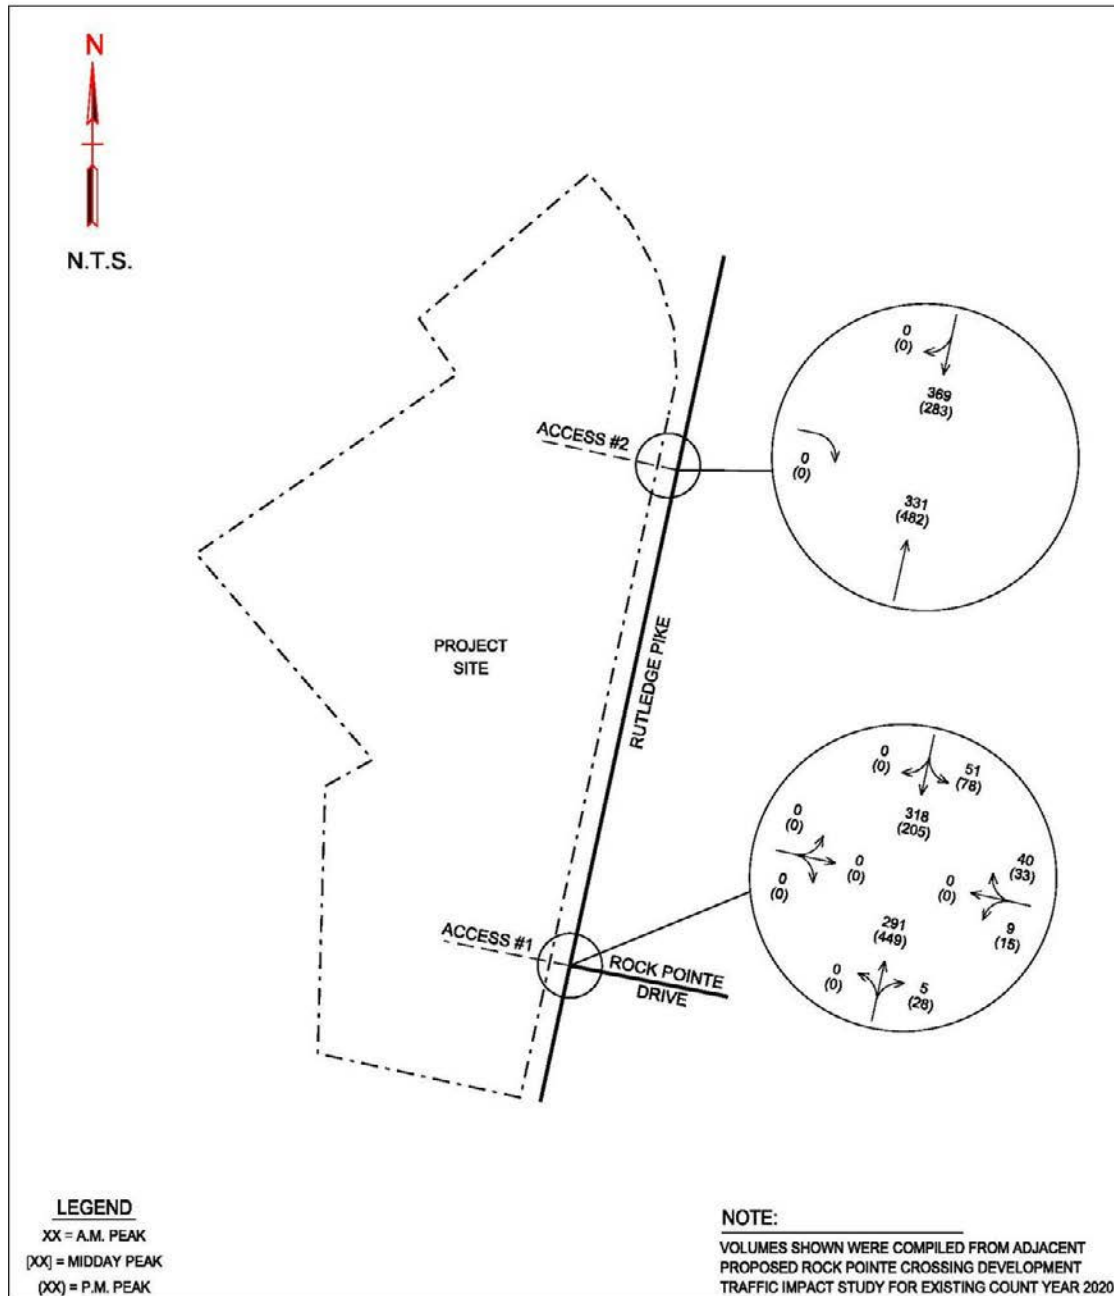 N
N.T.S.
0
(0)
369
(283)
ACCESS #2
0
(0)
331
(482)
RUTLEDGE PIKE
PROJECT
SITE
0
(0)
51
(78)
318
(205)
0
(0)
0
(0)
0
(0)
40
(33)
0
(0)
9
(15)
291
(449)
0
(0)
5
(28)
ACCESS #1
ROCK POINTE
DRIVE
LEGEND
XX = A.M. PEAK
[XX] = MIDDAY PEAK
(XX) = P.M. PEAK
NOTE:
VOLUMES SHOWN WERE COMPILED FROM ADJACENT
PROPOSED ROCK POINTE CROSSING DEVELOPMENT
TRAFFIC IMPACT STUDY FOR EXISTING COUNT YEAR 2020